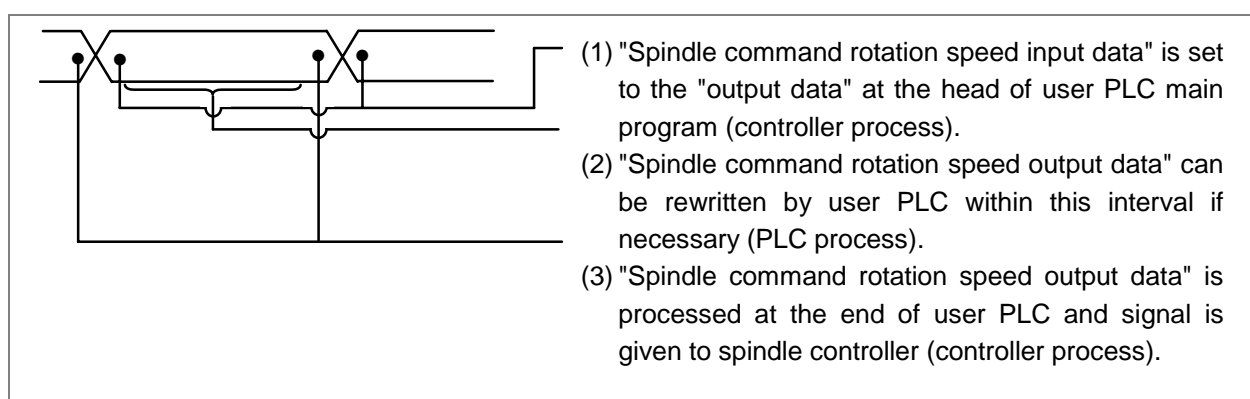 (1) "Spindle command rotation speed input data" is set
to the "output data" at the head of user PLC main
program (controller process).
(2) "Spindle command rotation speed output data" can
be rewritten by user PLC within this interval if
necessary (PLC process).
(3) "Spindle command rotation speed output data" is
processed at the end of user PLC and signal is
given to spindle controller (controller process).